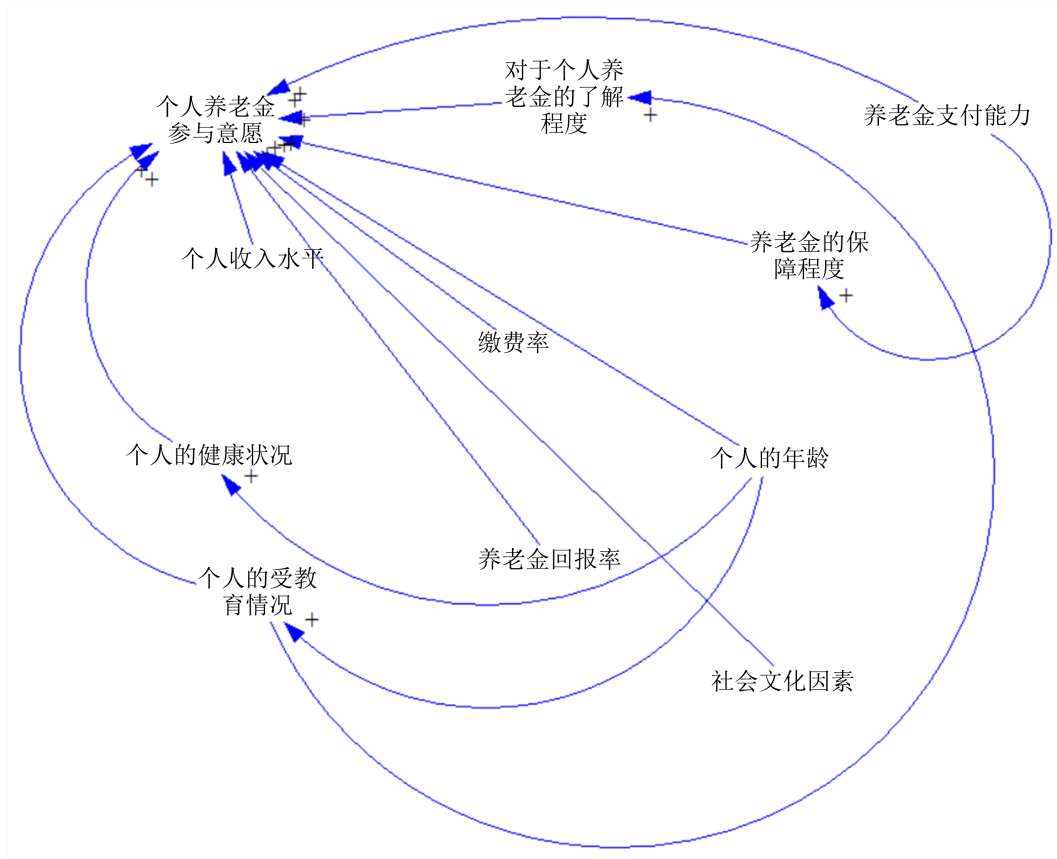 对于个人养
老金的了解
程度
个人养老金
参与意愿
养老金支付能力
养老金的保
障程度
个人收入水平
缴费率
个人的健康状况
个人的年龄
养老金回报率
个人的受教
育情况
社会文化因素